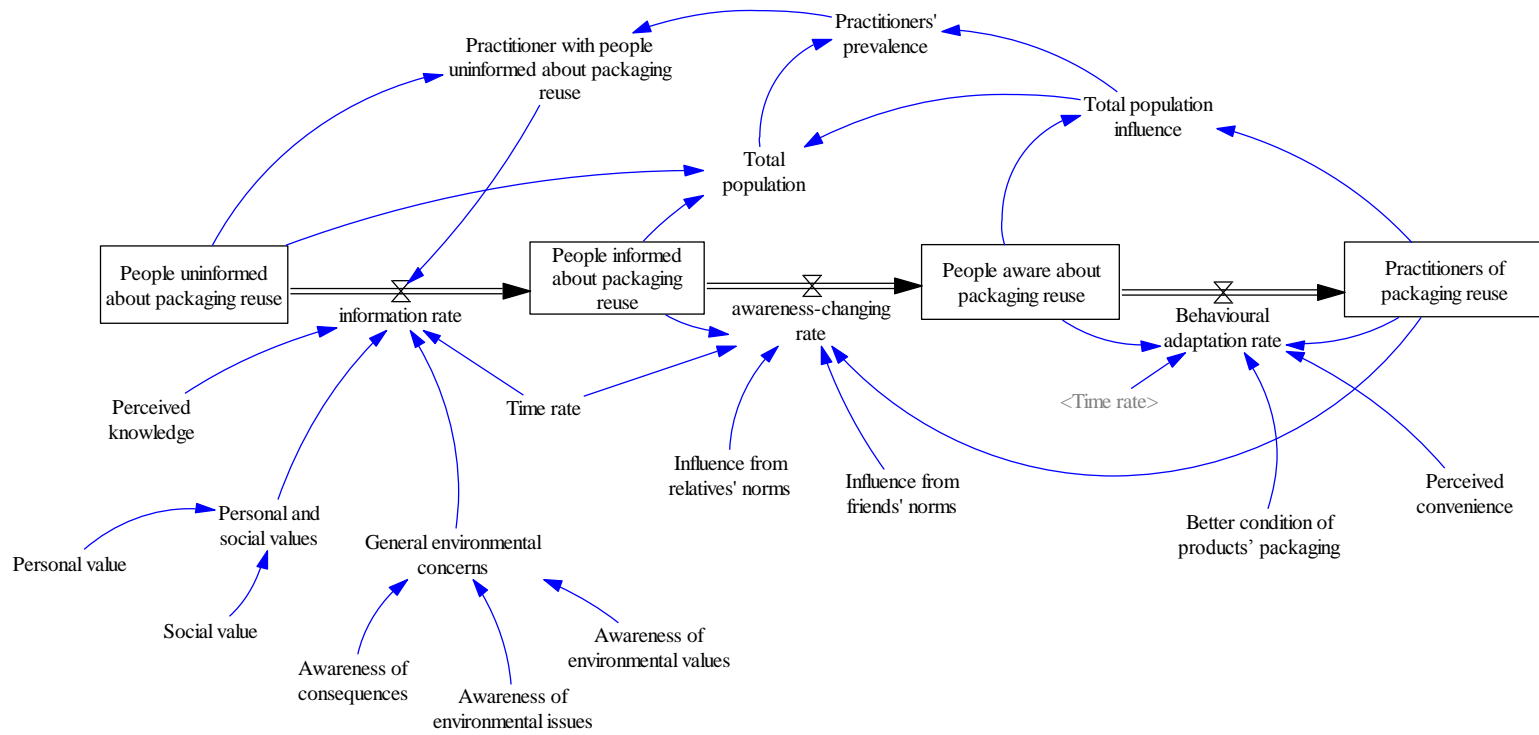 Practitioners'
prevalence
Practitioner with people
uninformed about packaging
reuse
Total population
influence
Total
population
People uninformed
about packaging reuse
People informed
about packaging
reuse
People aware about
packaging reuse
Practitioners of
packaging reuse
information rate
awareness-changing
rate
Behavioural
adaptation rate
Perceived
knowledge
Time rate
<Time rate>
Influence from
relatives' norms
Influence from
friends' norms
Better condition of
products’ packaging
Perceived
convenience
Personal and
social values
Personal value
Social value
General environmental
concerns
Awareness of
consequences
Awareness of
environmental issues
Awareness of
environmental values